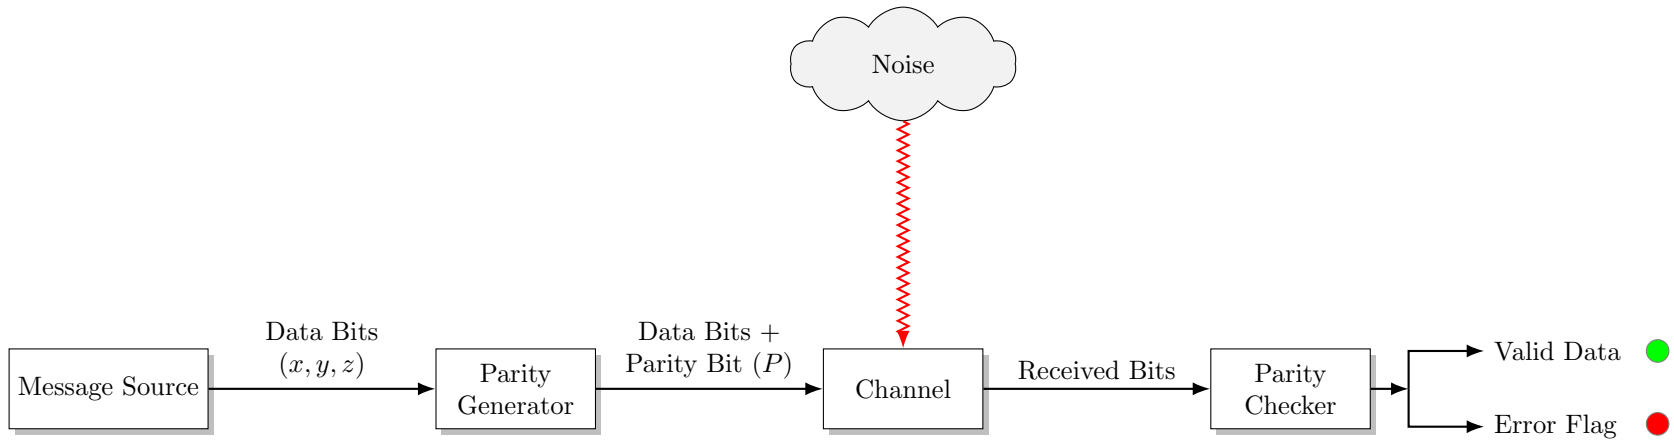 Noise
Data Bits
(x, y, z)
Data Bits +
Parity Bit (P)
Message Source
Parity
Generator
Channel
Received Bits
Parity
Checker
Valid Data
Error Flag